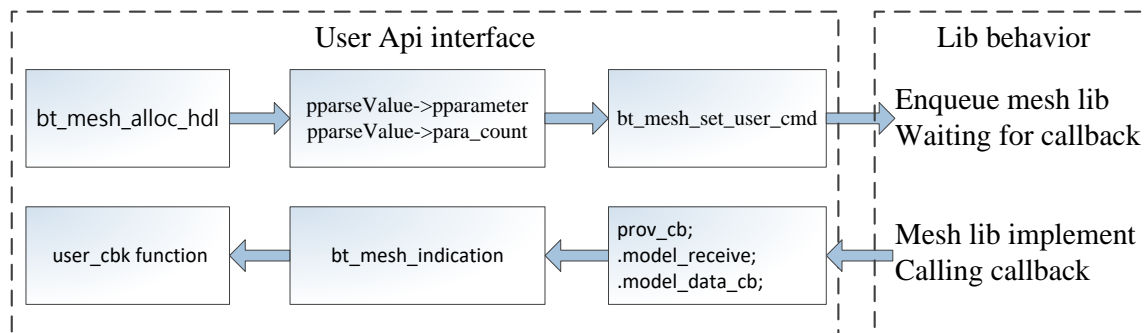 User Api interface
Lib behavior
bt_mesh_alloc_hdl
pparseValue->pparameter
pparseValue->para_count
bt_mesh_set_user_cmd
Enqueue mesh lib
Waiting for callback
user_cbk function
bt_mesh_indication
prov_cb;
.model_receive;
.model_data_cb;
Mesh lib implement
Calling callback